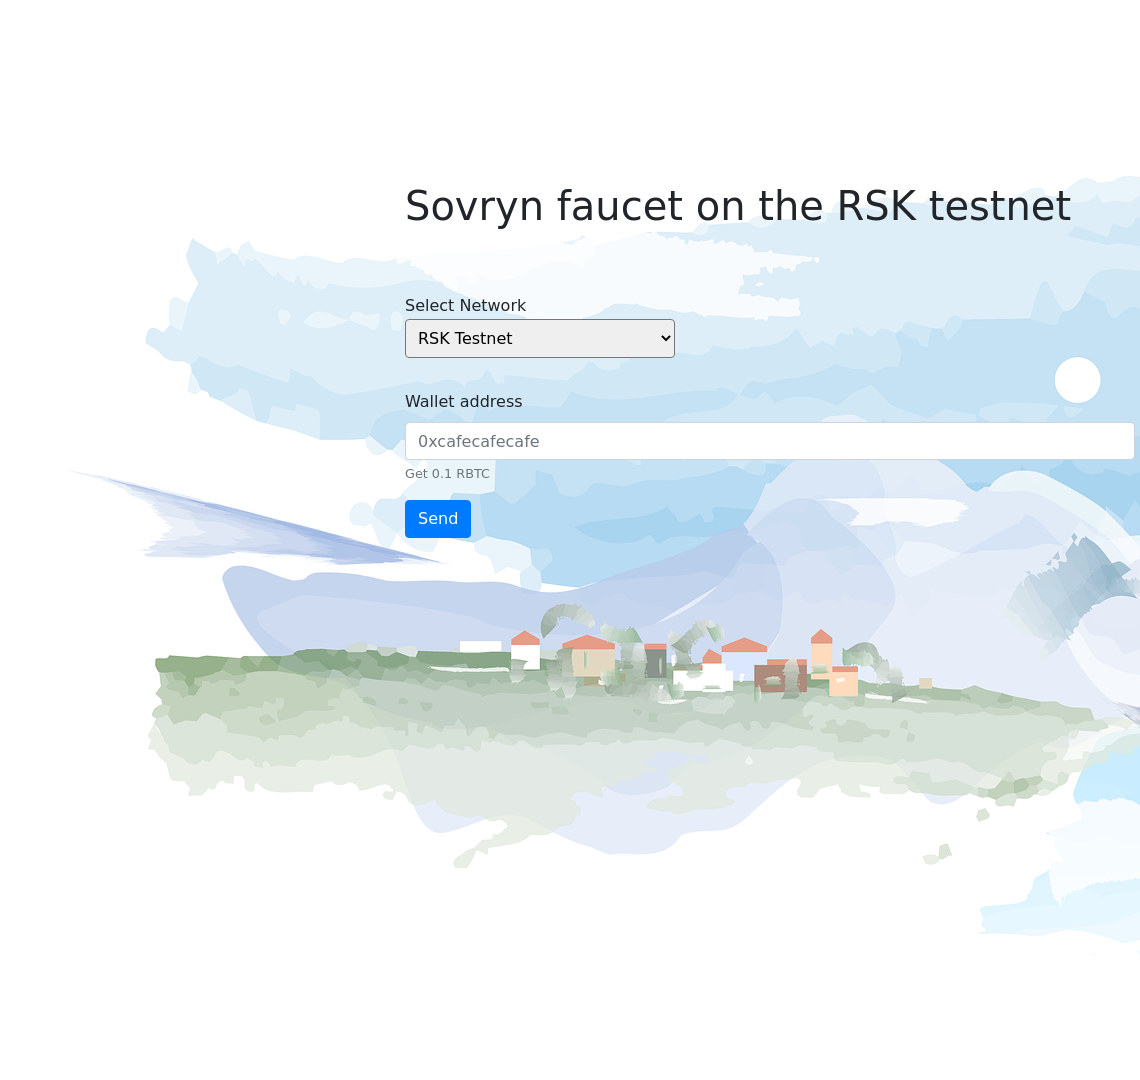 Sovryn faucet on the RSK testnet
Select Network
RSK Testnet
Wallet address
0xcafecafecafe
Get 0.1 RBTC
Send